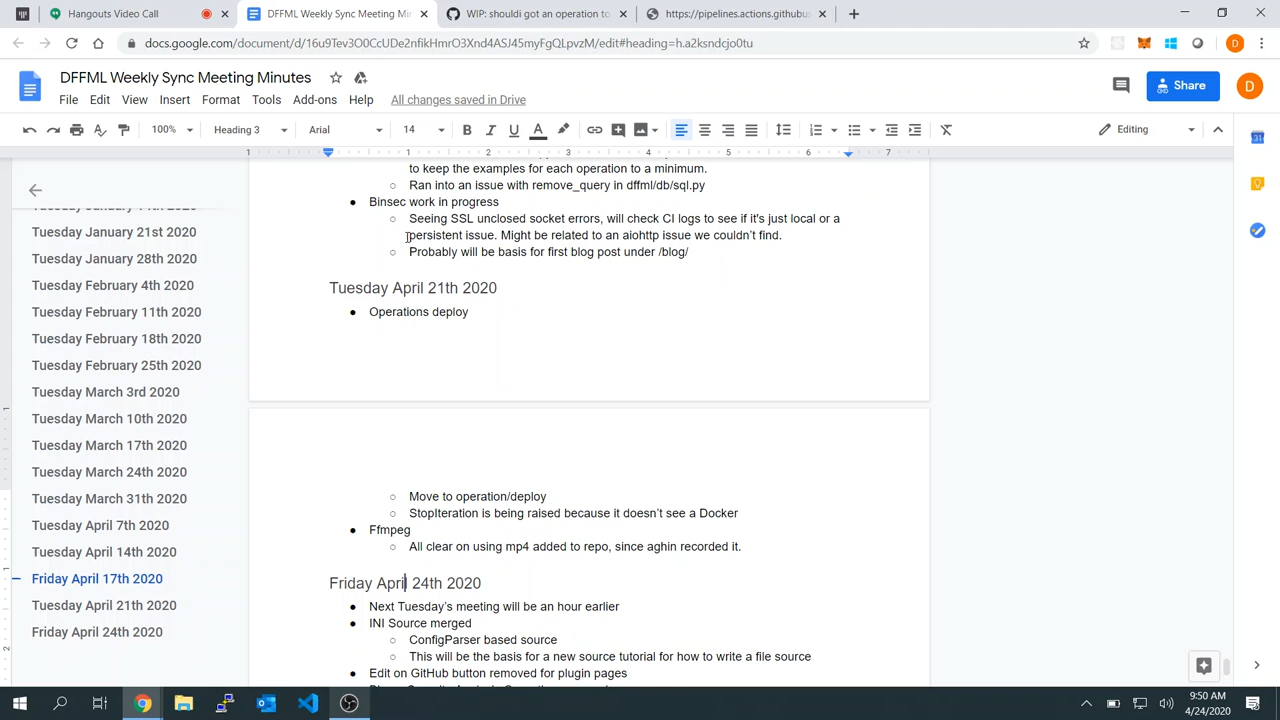 Hangouts Video Call
DFFML Weekly Sync Meeting Min
WIP: shouldi got an operation to
https://pipelines.actions.githubus
docs.google.com/document/d/16u9Tev3O0CcUDe2nfikHmrO3Xnd4ASJ45myFgQLpvzM/edit#heading=h.a2ksndcjo0tu
D
DFFML Weekly Sync Meeting Minutes
Share
D
File Edit View Insert Format Tools Add-ons Help All changes saved in Drive
100% Heading 3 Arial 14 B I U A Editing
1 1 2 3 4 5 6 7
to keep the examples for each operation to a minimum.
Ran into an issue with remove_query in dffml/db/sql.py
Binsec work in progress
Seeing SSL unclosed socket errors, will check CI logs to see if it's just local or a
persistent issue. Might be related to an aiohttp issue we couldn't find.
Probably will be basis for first blog post under /blog/
Tuesday April 21th 2020
Operations deploy
Move to operation/deploy
StopIteration is being raised because it doesn't see a Docker
Ffmpeg
All clear on using mp4 added to repo, since aghin recorded it.
Friday April 24th 2020
Next Tuesday's meeting will be an hour earlier
INI Source merged
ConfigParser based source
This will be the basis for a new source tutorial for how to write a file source
Edit on GitHub button removed for plugin pages
Tuesday January 21st 2020
Tuesday January 28th 2020
Tuesday February 4th 2020
Tuesday February 11th 2020
Tuesday February 18th 2020
Tuesday February 25th 2020
Tuesday March 3rd 2020
Tuesday March 10th 2020
Tuesday March 17th 2020
Tuesday March 24th 2020
Tuesday March 31th 2020
Tuesday April 7th 2020
Tuesday April 14th 2020
Friday April 17th 2020
Tuesday April 21th 2020
Friday April 24th 2020
9:50 AM
4/24/2020